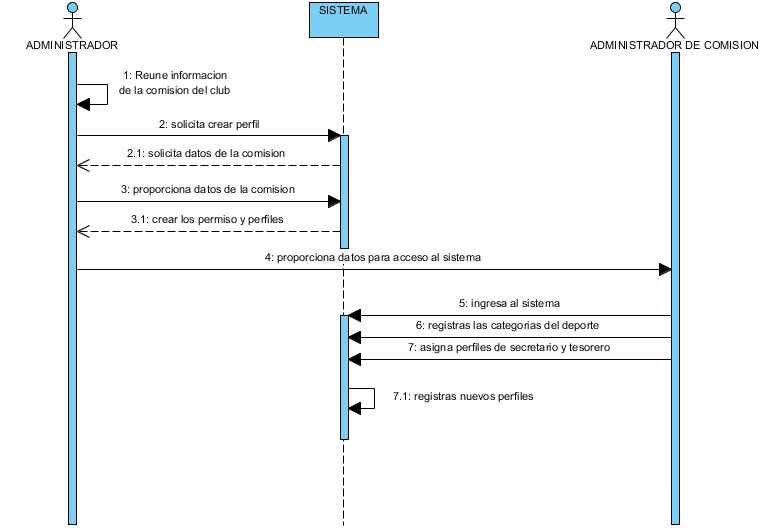 SISTEMA
ADMINISTRADOR
ADMINISTRADOR DE COMISION
1: Reune informacion
de la comision del club
2: solicita crear perfil
2.1: solicita datos de la comision
3: proporciona datos de la comision
3.1: crear los permiso y perfiles
4: proporciona datos para acceso al sistema
5: ingresa al sistema
6: registras las categorias del deporte
7: asigna perfiles de secretario y tesorero
7.1: registras nuevos perfiles